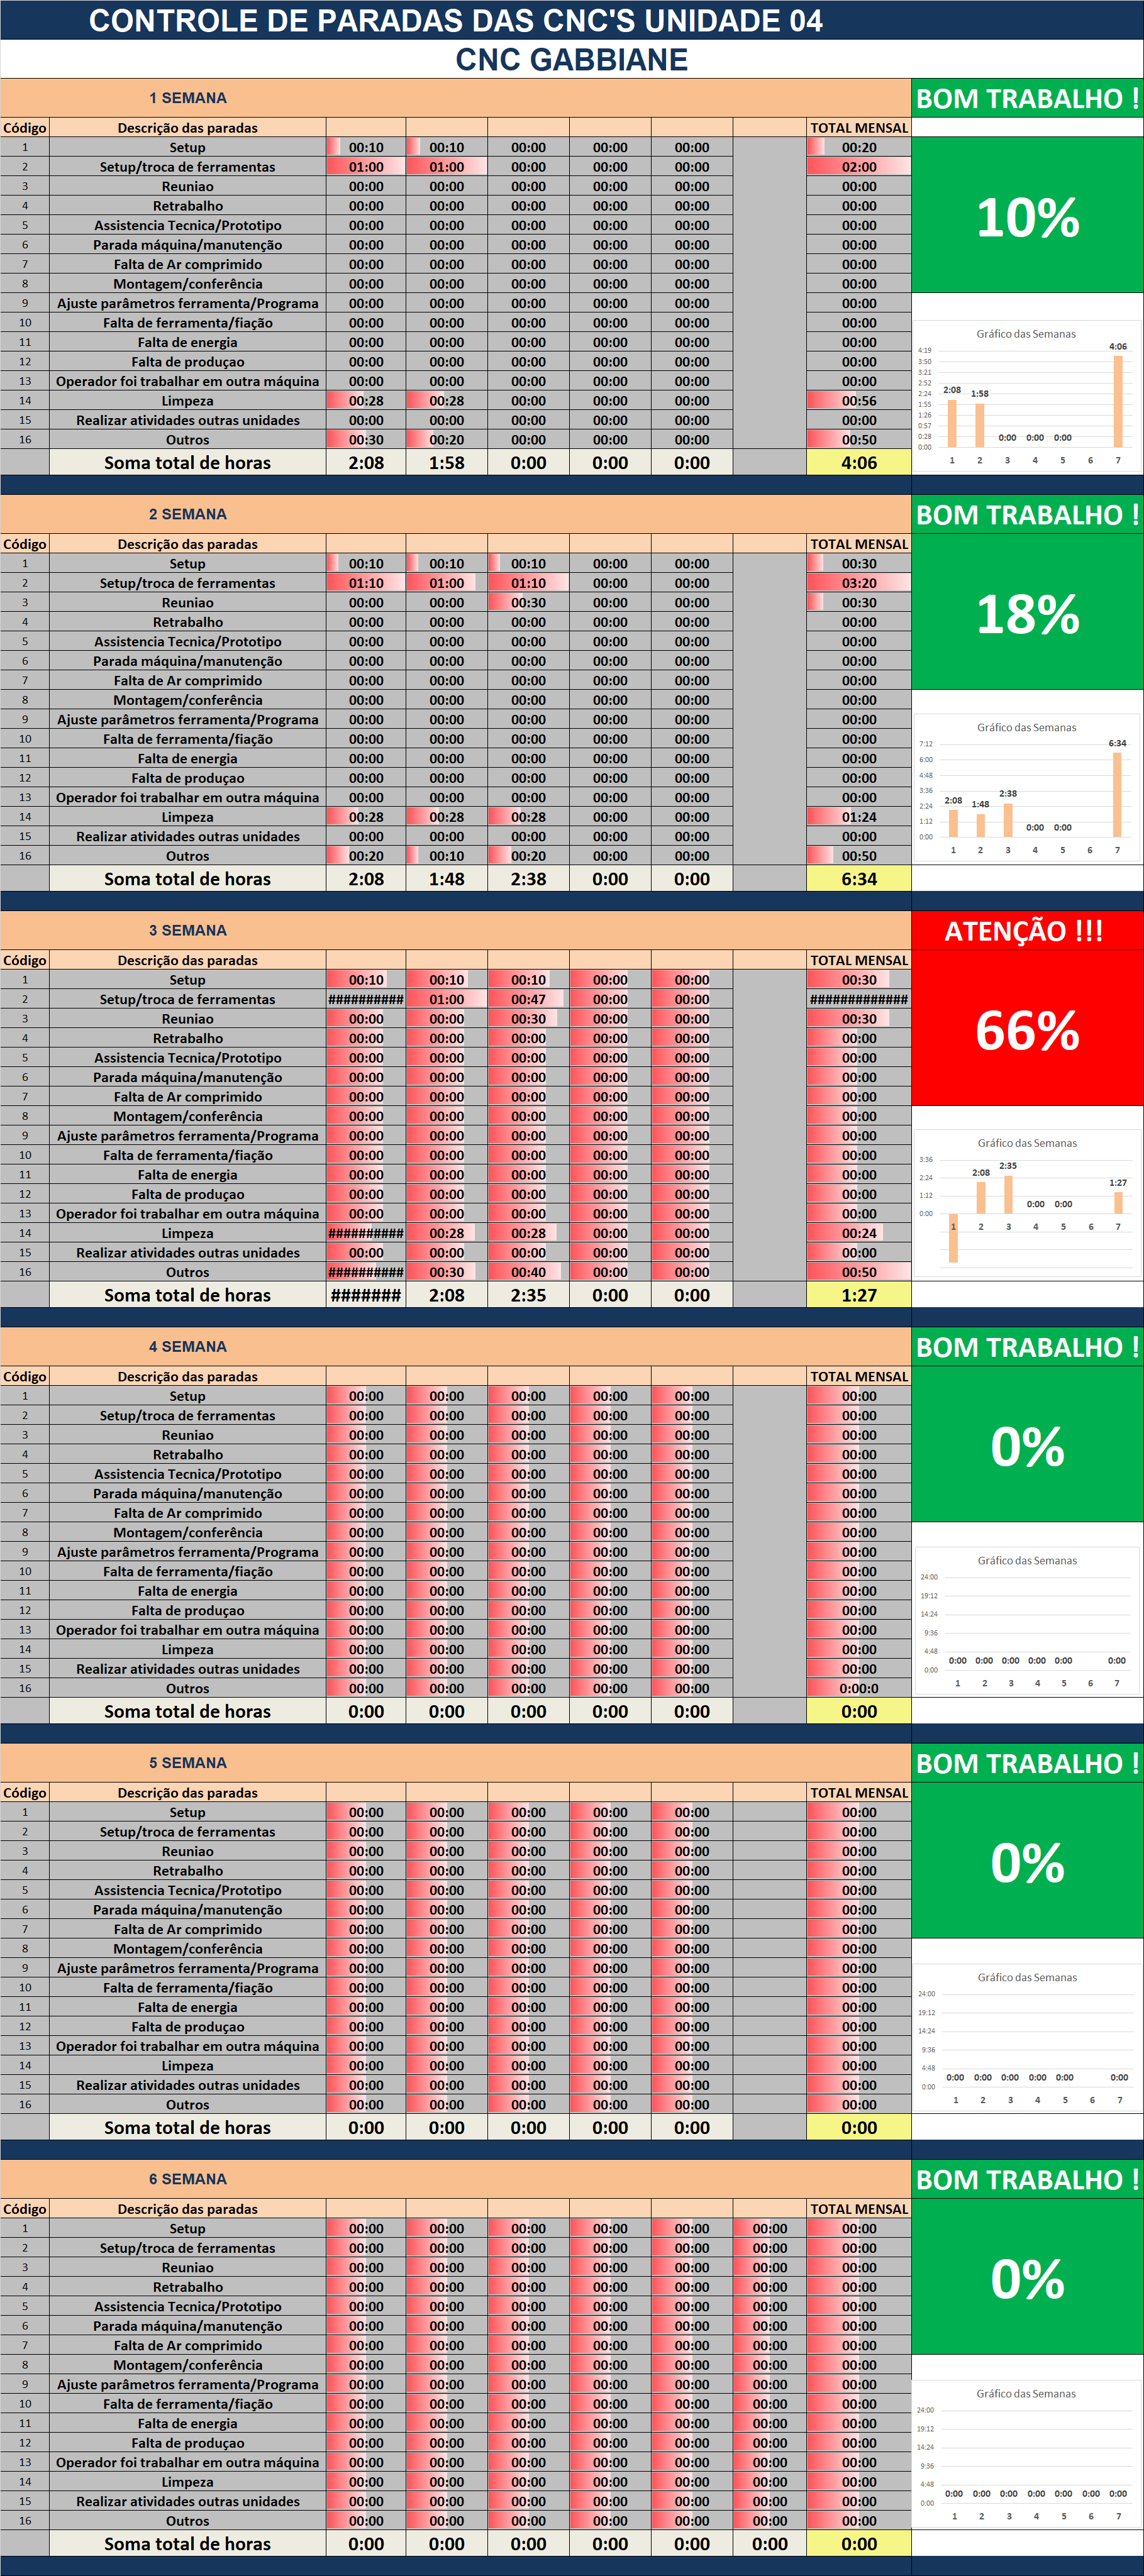 CONTROLE DE PARADAS DAS CNC'S UNIDADE 04
CNC GABBIANE
1 SEMANA BOM TRABALHO !
Código Descrição das paradas TOTAL MENSAL
1 Setup 00:10 00:10 00:00 00:00 00:00 00:20
2 Setup/troca de ferramentas 01:00 01:00 00:00 00:00 00:00 02:00
3 Reuniao 00:00 00:00 00:00 00:00 00:00 00:00
4 Retrabalho 00:00 00:00 00:00 00:00 00:00 00:00
5 Assistencia Tecnica/Prototipo 00:00 00:00 00:00 00:00 00:00 00:00
6 Parada máquina/manutenção 00:00 00:00 00:00 00:00 00:00 00:00
7 Falta de Ar comprimido 00:00 00:00 00:00 00:00 00:00 00:00
8 Montagem/conferência 00:00 00:00 00:00 00:00 00:00 00:00
9 Ajuste parâmetros ferramenta/Programa 00:00 00:00 00:00 00:00 00:00 00:00
10 Falta de ferramenta/fiação 00:00 00:00 00:00 00:00 00:00 00:00
11 Falta de energia 00:00 00:00 00:00 00:00 00:00 00:00
12 Falta de produçao 00:00 00:00 00:00 00:00 00:00 00:00
13 Operador foi trabalhar em outra máquina 00:00 00:00 00:00 00:00 00:00 00:00
14 Limpeza 00:28 00:28 00:00 00:00 00:00 00:56
15 Realizar atividades outras unidades 00:00 00:00 00:00 00:00 00:00 00:00
16 Outros 00:30 00:20 00:00 00:00 00:00 00:50
Soma total de horas 2:08 1:58 0:00 0:00 0:00 4:06
10%
Gráfico das Semanas
4:19
3:50
3:21
2:52
2:24
1:55
1:26
0:57
0:28
0:00
2:08 1:58 0:00 0:00 0:00 4:06
1 2 3 4 5 6 7
2 SEMANA BOM TRABALHO !
Código Descrição das paradas TOTAL MENSAL
1 Setup 00:10 00:10 00:10 00:00 00:00 00:30
2 Setup/troca de ferramentas 01:10 01:00 01:10 00:00 00:00 03:20
3 Reuniao 00:00 00:00 00:30 00:00 00:00 00:30
4 Retrabalho 00:00 00:00 00:00 00:00 00:00 00:00
5 Assistencia Tecnica/Prototipo 00:00 00:00 00:00 00:00 00:00 00:00
6 Parada máquina/manutenção 00:00 00:00 00:00 00:00 00:00 00:00
7 Falta de Ar comprimido 00:00 00:00 00:00 00:00 00:00 00:00
8 Montagem/conferência 00:00 00:00 00:00 00:00 00:00 00:00
9 Ajuste parâmetros ferramenta/Programa 00:00 00:00 00:00 00:00 00:00 00:00
10 Falta de ferramenta/fiação 00:00 00:00 00:00 00:00 00:00 00:00
11 Falta de energia 00:00 00:00 00:00 00:00 00:00 00:00
12 Falta de produçao 00:00 00:00 00:00 00:00 00:00 00:00
13 Operador foi trabalhar em outra máquina 00:00 00:00 00:00 00:00 00:00 00:00
14 Limpeza 00:28 00:28 00:28 00:00 00:00 01:24
15 Realizar atividades outras unidades 00:00 00:00 00:00 00:00 00:00 00:00
16 Outros 00:20 00:10 00:20 00:00 00:00 00:50
Soma total de horas 2:08 1:48 2:38 0:00 0:00 6:34
18%
Gráfico das Semanas
7:12
6:00
4:48
3:36
2:24
1:12
0:00
2:08 1:48 2:38 0:00 0:00 6:34
1 2 3 4 5 6 7
3 SEMANA ATENÇÃO !!!
Código Descrição das paradas TOTAL MENSAL
1 Setup 00:10 00:10 00:10 00:00 00:00 00:30
2 Setup/troca de ferramentas ########## 01:00 00:47 00:00 00:00 #############
3 Reuniao 00:00 00:00 00:30 00:00 00:00 00:30
4 Retrabalho 00:00 00:00 00:00 00:00 00:00 00:00
5 Assistencia Tecnica/Prototipo 00:00 00:00 00:00 00:00 00:00 00:00
6 Parada máquina/manutenção 00:00 00:00 00:00 00:00 00:00 00:00
7 Falta de Ar comprimido 00:00 00:00 00:00 00:00 00:00 00:00
8 Montagem/conferência 00:00 00:00 00:00 00:00 00:00 00:00
9 Ajuste parâmetros ferramenta/Programa 00:00 00:00 00:00 00:00 00:00 00:00
10 Falta de ferramenta/fiação 00:00 00:00 00:00 00:00 00:00 00:00
11 Falta de energia 00:00 00:00 00:00 00:00 00:00 00:00
12 Falta de produçao 00:00 00:00 00:00 00:00 00:00 00:00
13 Operador foi trabalhar em outra máquina 00:00 00:00 00:00 00:00 00:00 00:00
14 Limpeza ########## 00:28 00:28 00:00 00:00 00:24
15 Realizar atividades outras unidades 00:00 00:00 00:00 00:00 00:00 00:00
16 Outros ########## 00:30 00:40 00:00 00:00 00:50
Soma total de horas ####### 2:08 2:35 0:00 0:00 1:27
66%
Gráfico das Semanas
3:36
2:24
1:12
0:00
2:08 2:35 0:00 0:00 1:27
1 2 3 4 5 6 7
4 SEMANA BOM TRABALHO !
Código Descrição das paradas TOTAL MENSAL
1 Setup 00:00 00:00 00:00 00:00 00:00 00:00
2 Setup/troca de ferramentas 00:00 00:00 00:00 00:00 00:00 00:00
3 Reuniao 00:00 00:00 00:00 00:00 00:00 00:00
4 Retrabalho 00:00 00:00 00:00 00:00 00:00 00:00
5 Assistencia Tecnica/Prototipo 00:00 00:00 00:00 00:00 00:00 00:00
6 Parada máquina/manutenção 00:00 00:00 00:00 00:00 00:00 00:00
7 Falta de Ar comprimido 00:00 00:00 00:00 00:00 00:00 00:00
8 Montagem/conferência 00:00 00:00 00:00 00:00 00:00 00:00
9 Ajuste parâmetros ferramenta/Programa 00:00 00:00 00:00 00:00 00:00 00:00
10 Falta de ferramenta/fiação 00:00 00:00 00:00 00:00 00:00 00:00
11 Falta de energia 00:00 00:00 00:00 00:00 00:00 00:00
12 Falta de produçao 00:00 00:00 00:00 00:00 00:00 00:00
13 Operador foi trabalhar em outra máquina 00:00 00:00 00:00 00:00 00:00 00:00
14 Limpeza 00:00 00:00 00:00 00:00 00:00 00:00
15 Realizar atividades outras unidades 00:00 00:00 00:00 00:00 00:00 00:00
16 Outros 00:00 00:00 00:00 00:00 00:00 0:00:0
Soma total de horas 0:00 0:00 0:00 0:00 0:00 0:00
0%
Gráfico das Semanas
24:00
19:12
14:24
9:36
4:48
0:00
0:00 0:00 0:00 0:00 0:00 0:00
1 2 3 4 5 6 7
5 SEMANA BOM TRABALHO !
Código Descrição das paradas TOTAL MENSAL
1 Setup 00:00 00:00 00:00 00:00 00:00 00:00
2 Setup/troca de ferramentas 00:00 00:00 00:00 00:00 00:00 00:00
3 Reuniao 00:00 00:00 00:00 00:00 00:00 00:00
4 Retrabalho 00:00 00:00 00:00 00:00 00:00 00:00
5 Assistencia Tecnica/Prototipo 00:00 00:00 00:00 00:00 00:00 00:00
6 Parada máquina/manutenção 00:00 00:00 00:00 00:00 00:00 00:00
7 Falta de Ar comprimido 00:00 00:00 00:00 00:00 00:00 00:00
8 Montagem/conferência 00:00 00:00 00:00 00:00 00:00 00:00
9 Ajuste parâmetros ferramenta/Programa 00:00 00:00 00:00 00:00 00:00 00:00
10 Falta de ferramenta/fiação 00:00 00:00 00:00 00:00 00:00 00:00
11 Falta de energia 00:00 00:00 00:00 00:00 00:00 00:00
12 Falta de produçao 00:00 00:00 00:00 00:00 00:00 00:00
13 Operador foi trabalhar em outra máquina 00:00 00:00 00:00 00:00 00:00 00:00
14 Limpeza 00:00 00:00 00:00 00:00 00:00 00:00
15 Realizar atividades outras unidades 00:00 00:00 00:00 00:00 00:00 00:00
16 Outros 00:00 00:00 00:00 00:00 00:00 00:00
Soma total de horas 0:00 0:00 0:00 0:00 0:00 0:00
0%
Gráfico das Semanas
24:00
19:12
14:24
9:36
4:48
0:00
0:00 0:00 0:00 0:00 0:00 0:00
1 2 3 4 5 6 7
6 SEMANA BOM TRABALHO !
Código Descrição das paradas TOTAL MENSAL
1 Setup 00:00 00:00 00:00 00:00 00:00 00:00 00:00
2 Setup/troca de ferramentas 00:00 00:00 00:00 00:00 00:00 00:00 00:00
3 Reuniao 00:00 00:00 00:00 00:00 00:00 00:00 00:00
4 Retrabalho 00:00 00:00 00:00 00:00 00:00 00:00 00:00
5 Assistencia Tecnica/Prototipo 00:00 00:00 00:00 00:00 00:00 00:00 00:00
6 Parada máquina/manutenção 00:00 00:00 00:00 00:00 00:00 00:00 00:00
7 Falta de Ar comprimido 00:00 00:00 00:00 00:00 00:00 00:00 00:00
8 Montagem/conferência 00:00 00:00 00:00 00:00 00:00 00:00 00:00
9 Ajuste parâmetros ferramenta/Programa 00:00 00:00 00:00 00:00 00:00 00:00 00:00
10 Falta de ferramenta/fiação 00:00 00:00 00:00 00:00 00:00 00:00 00:00
11 Falta de energia 00:00 00:00 00:00 00:00 00:00 00:00 00:00
12 Falta de produçao 00:00 00:00 00:00 00:00 00:00 00:00 00:00
13 Operador foi trabalhar em outra máquina 00:00 00:00 00:00 00:00 00:00 00:00 00:00
14 Limpeza 00:00 00:00 00:00 00:00 00:00 00:00 00:00
15 Realizar atividades outras unidades 00:00 00:00 00:00 00:00 00:00 00:00 00:00
16 Outros 00:00 00:00 00:00 00:00 00:00 00:00 00:00
Soma total de horas 0:00 0:00 0:00 0:00 0:00 0:00 0:00
0%
Gráfico das Semanas
24:00
19:12
14:24
9:36
4:48
0:00
0:00 0:00 0:00 0:00 0:00 0:00 0:00
1 2 3 4 5 6 7